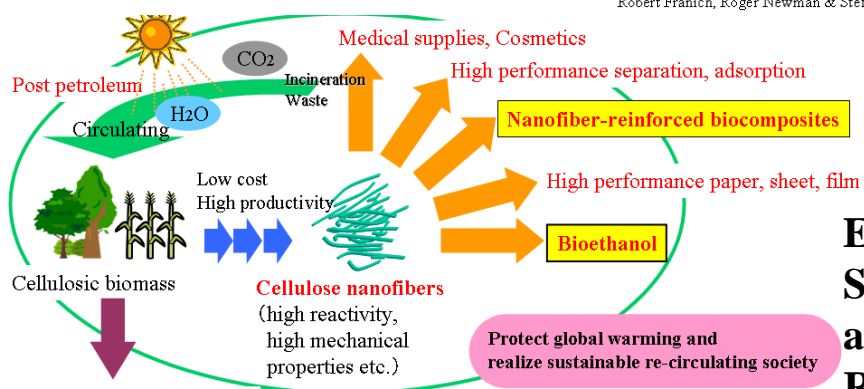 Robert Franich, Roger Newman & Stef
Medical supplies, Cosmetics
CO2
High performance separation, adsorption
Post petroleum
Incineration
Waste
H2O
Circulating
Nanofiber-reinforced biocomposites
Low cost
High productivity
High performance paper, sheet, film
Bioethanol
Cellulosic biomass
Cellulose nanofibers
(high reactivity,
high mechanical
properties etc.)
Protect global warming and
realize sustainable re-circulating society
E
S
a